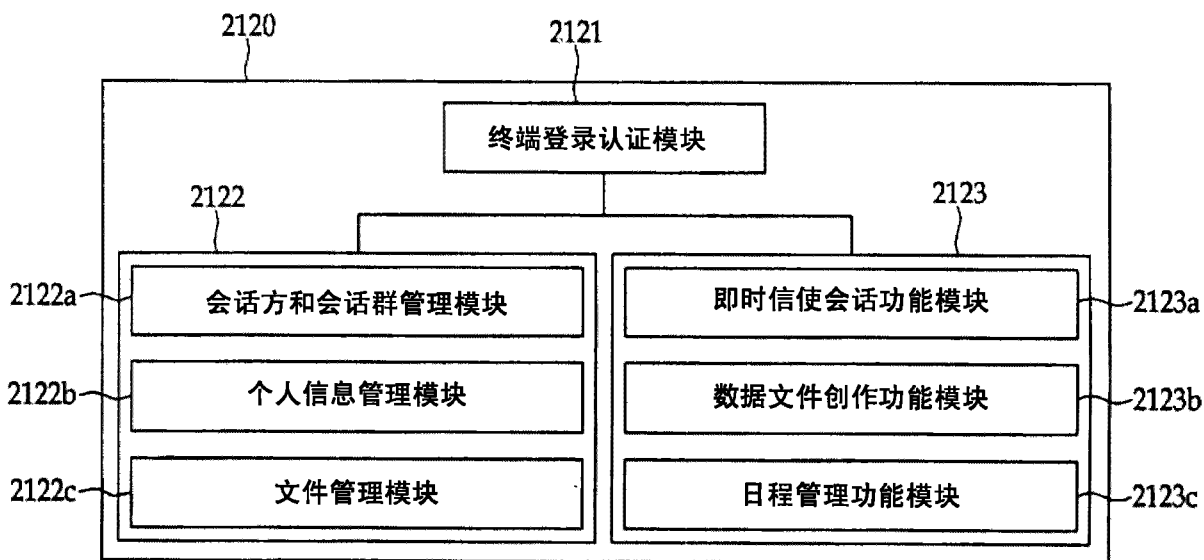 2120
2121
终端登录认证模块
2122
2123
2122a
会话方和会话群管理模块
即时信使会话功能模块
2123a
2122b
个人信息管理模块
数据文件创作功能模块
2123b
2122c
文件管理模块
日程管理功能模块
2123c